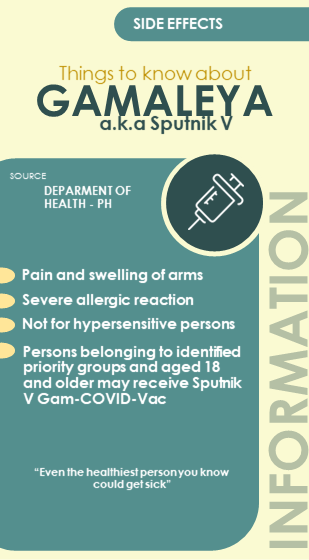 SIDE EFFECTS
Things to know about
GAMALEYA
a.k.a Sputnik V
SOURCE
DEPARMENT OF
HEALTH - PH
Pain and swelling of arms
Severe allergic reaction
Not for hypersensitive persons
Persons belonging to identified
priority groups and aged 18
and older may receive Sputnik
V Gam-COVID-Vac
“Even the healthiest person you know
could get sick”
INFORMATION